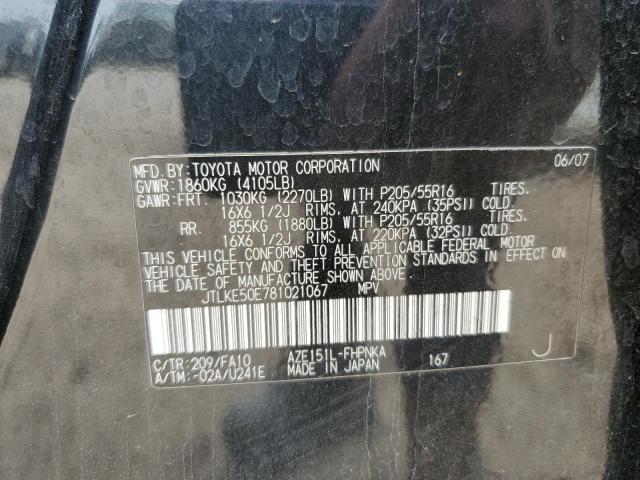 MFD. BY: TOYOTA MOTOR CORPORATION 06/07
GVWR: 1860KG (4105LB)
GAWR: FRT. 1030KG (2270LB) WITH P205/55R16 TIRES.
16X6 1/2J RIMS, AT 240KPA (35PSI) COLD.
RR. 855KG (1880LB) WITH P205/55R16 TIRES.
16X6 1/2J RIMS, AT 220KPA (32PSI) COLD.
THIS VEHICLE CONFORMS TO ALL APPLICABLE FEDERAL MOTOR
VEHICLE SAFETY AND THEFT PREVENTION STANDARDS IN EFFECT ON
THE DATE OF MANUFACTURE SHOWN ABOVE.
JTLKE50E781021067 MPV
C/TR: 209/FA10 AZE151L-FHPNKA 167 J
A/TM: -02A/U241E MADE IN JAPAN